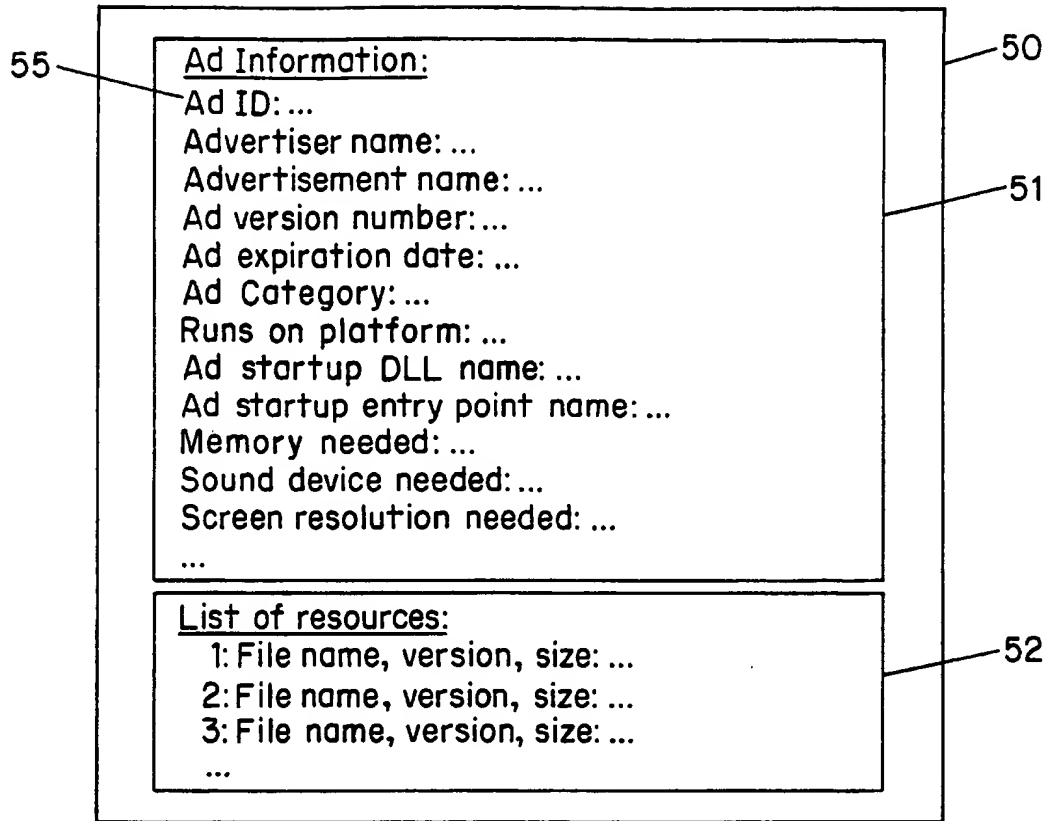 50
55
Ad Information:
Ad ID: ...
Advertiser name: ...
Advertisement name: ...
51
Ad version number: ...
Ad expiration date: ...
Ad Category: ...
Runs on platform: ...
Ad startup DLL name: ...
Ad startup entry point name: ...
Memory needed: ...
Sound device needed: ...
Screen resolution needed: ...
...
List of resources:
1: File name, version, size: ...
52
2: File name, version, size: ...
3: File name, version, size: ...
...